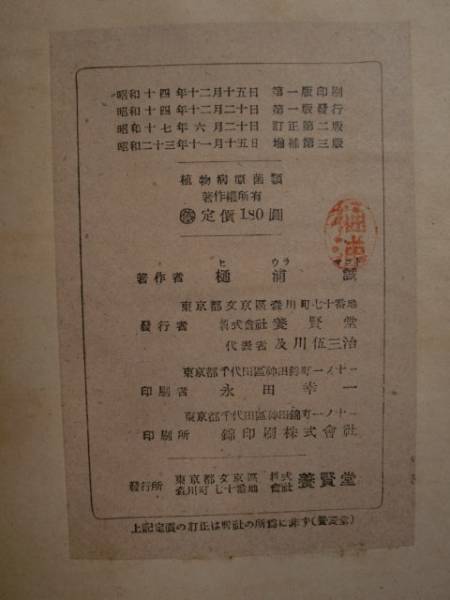 昭和十四年十二月十五日 第一版印刷
昭和十四年十二月二十日 第一版發行
昭年十七年六月二十日 訂正第二版
昭和二十三年十一月十五日 增補第三版
植物病原菌類
著作權所有
定價180圓
ヒ ウラ
著作者 樋浦誠
樋浦
東京都文京區森川町七十番地
發行者 株式會社養賢堂
代表者 及川伍三治
東京都千代田區神田錦町一ノ十一
印刷者 永田幸一
東京都千代田區神田錦町一ノ十一
印刷所 錦印刷株式會社
發行所 東京都文京區森川町七十番地 株式會社 養賢堂
上記定價の訂正は弊社の所爲に非ず(養賢堂)